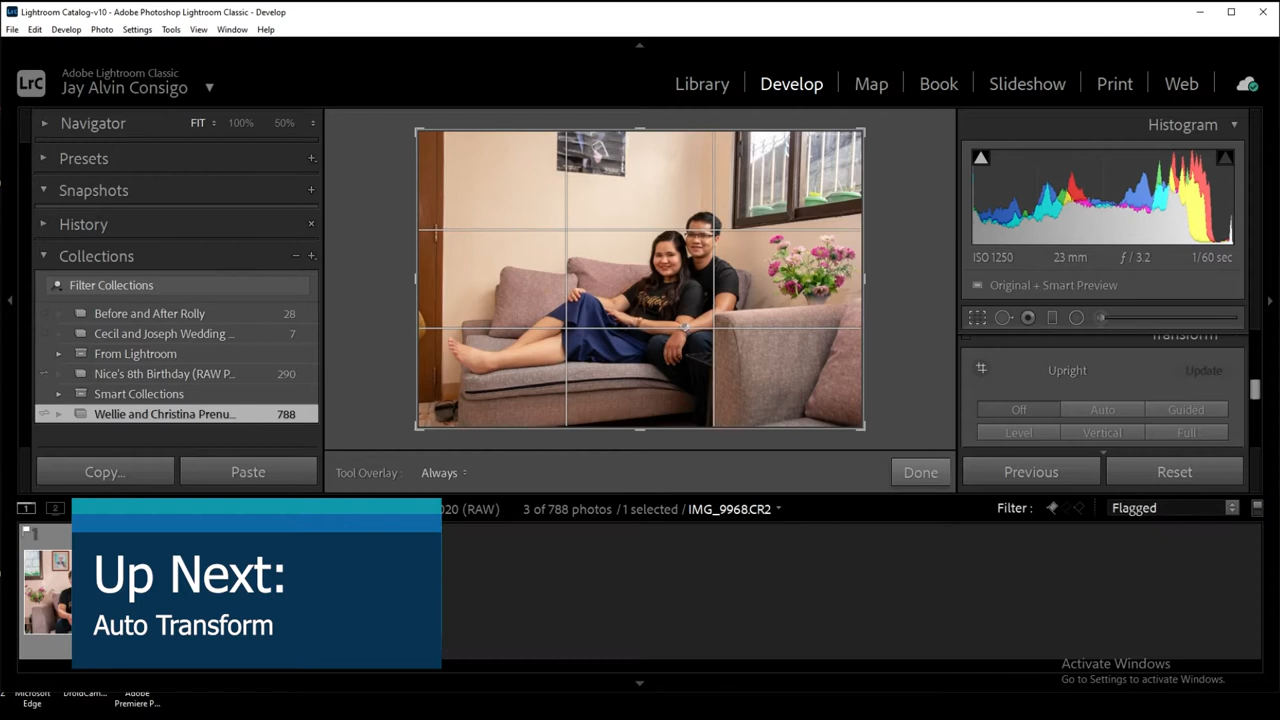 Lightroom Catalog-v10 - Adobe Photoshop Lightroom Classic - Develop
File Edit Develop Photo Settings Tools View Window Help
LrC
Adobe Lightroom Classic
Jay Alvin Consigo
Library Develop Map Book Slideshow Print Web
Navigator FIT 100% 50%
Presets
Snapshots
History
Collections
Filter Collections
Before and After Rolly 28
Cecil and Joseph Wedding ... 7
From Lightroom
Nice's 8th Birthday (RAW P... 290
Smart Collections
Wellie and Christina Prenu... 788
Copy... Paste
Tool Overlay : Always
Done
Histogram
ISO 1250 23 mm ƒ / 3.2 1/60 sec
Original + Smart Preview
Transform
Upright Update
Off Auto Guided
Level Vertical Full
Previous Reset
1 2
020 (RAW) 3 of 788 photos / 1 selected / IMG_9968.CR2
Filter : Flagged
1
Up Next:
Auto Transform
Activate Windows
Go to Settings to activate Windows.
Microsoft
Edge
DroidCam...
Adobe
Premiere P...